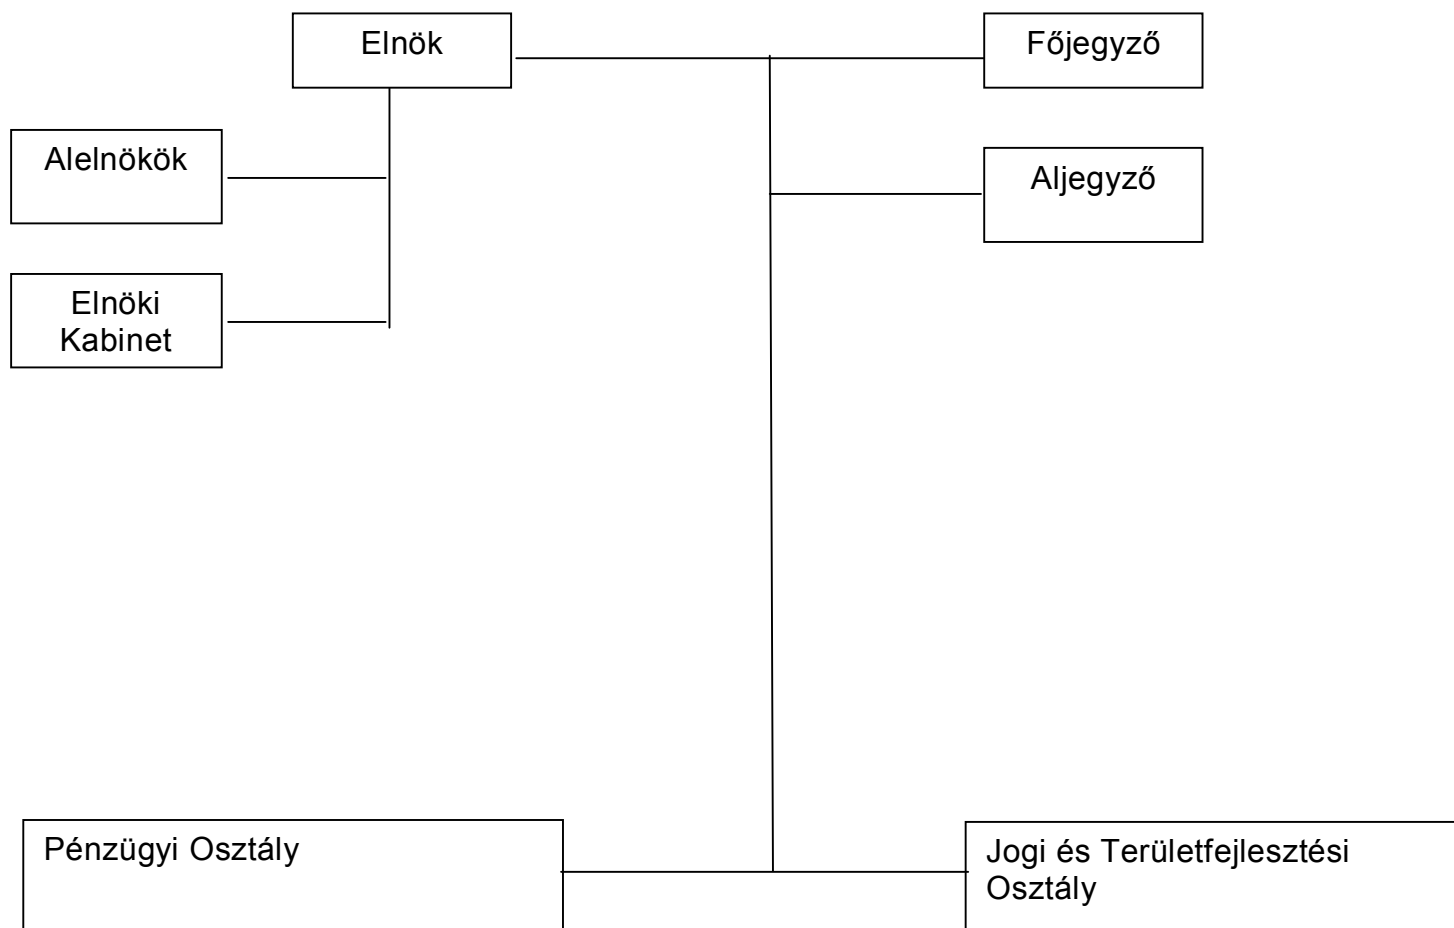 Elnök
Főjegyző
Alelnökök
Aljegyző
Elnöki
Kabinet
Pénzügyi Osztály
Jogi és Területfejlesztési
Osztály